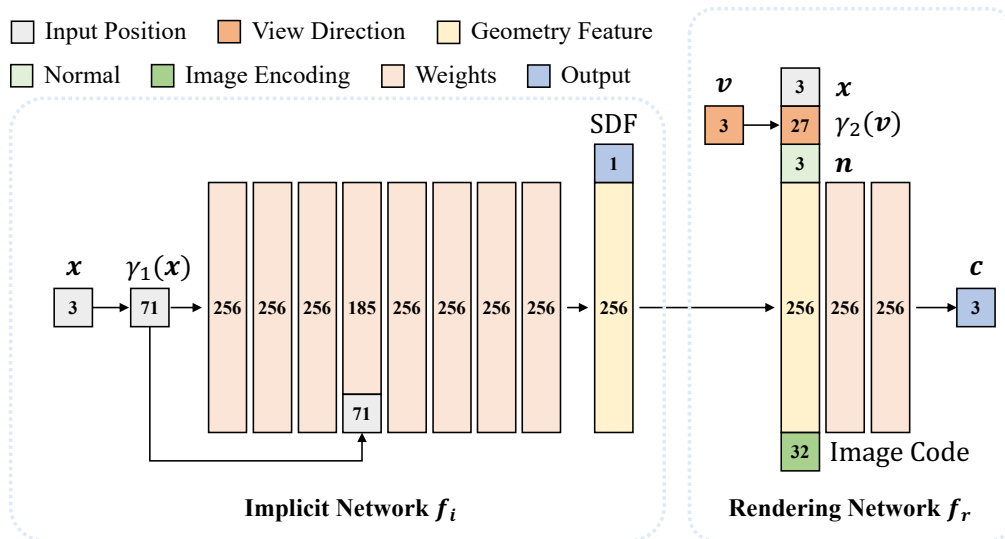 Input Position View Direction Geometry Feature
Normal Image Encoding Weights Output
SDF
1
x γ₁(x)
3 71 256 256 256 185 256 256 256 256 256
71
Implicit Network fᵢ
v
3
3 x
27 γ₂(v)
3 n
256 256 256
c
3
32 Image Code
Rendering Network fᵣ